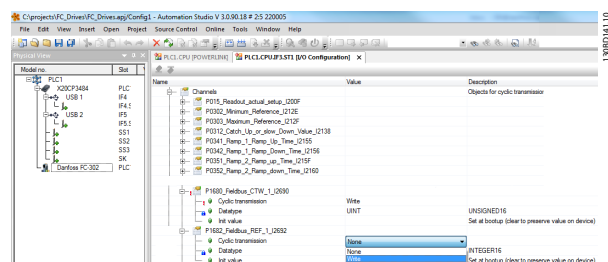 C:\projects\FC_Drives\FC_Drives.apj/Config1 - Automation Studio V 3.0.90.18 # 2:5 220005
File Edit View Insert Open Project Source Control Online Tools Window Help
Physical View
PLC1.CPU [POWERLINK] PLC1.CPU.IF3.ST1 [I/O Configuration]
Model no. Slot
PLC1
X20CP3484 PLC
USB 1 IF4
IF4.S
USB 2 IF5
IF5.S
SS1
SS2
SS3
SK
Danfoss FC-302 PLC
Name Value Description
Channels Objects for cyclic transmission
P015_Readout_actual_setup_I200F
P0302_Minimum_Reference_I212E
P0303_Maximum_Reference_I212F
P0312_Catch_Up_or_slow_Down_Value_I2138
P0341_Ramp_1_Ramp_Up_Time_I2155
P0342_Ramp_1_Ramp_Down_Time_I2156
P0351_Ramp_2_Ramp_up_Time_I215F
P0352_Ramp_2_Ramp_down_Time_I2160
P1680_Fieldbus_CTW_1_I2690
Cyclic transmission Write
Datatype UINT UNSIGNED16
Init value Set at bootup (clear to preserve value on device)
P1682_Fieldbus_REF_1_I2692
Cyclic transmission None
Datatype None INTEGER16
Init value Write Set at bootup (clear to preserve value on device)